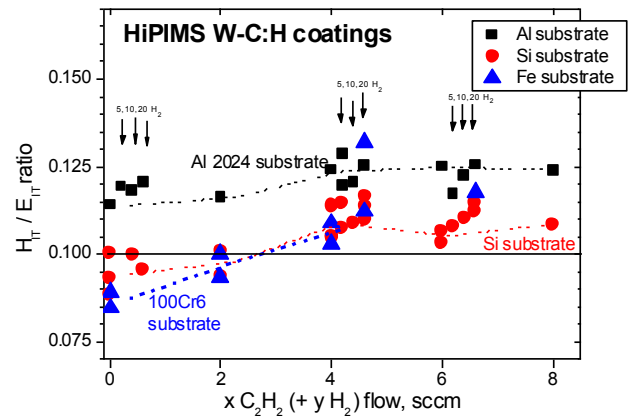 HiPIMS W-C:H coatings
Al substrate
Si substrate
Fe substrate
0.150
0.125
0.100
0.075
H_IT / E_IT ratio
5,10,20 H_2
5,10,20 H_2
5,10,20 H_2
Al 2024 substrate
Si substrate
100Cr6
substrate
0
2
4
6
8
x C_2H_2 (+ y H_2) flow, sccm